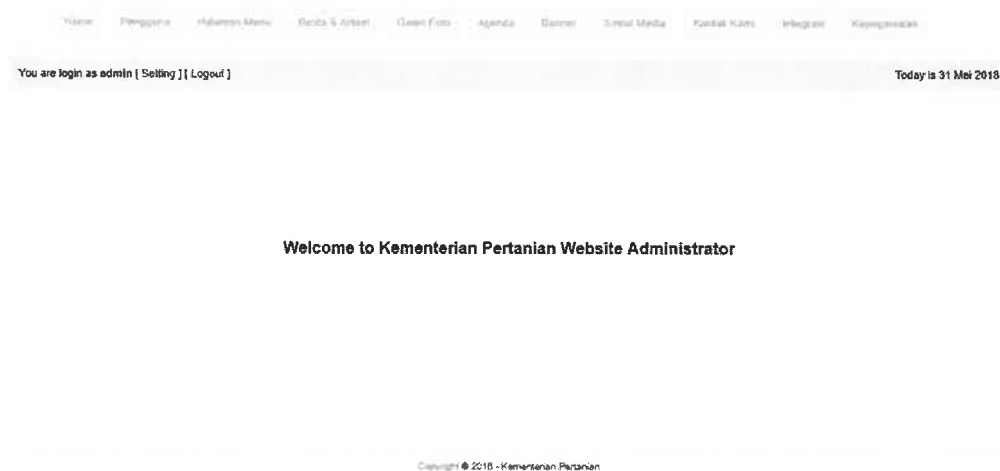 Home Pengguna Halaman Menu Berita & Artikel Galeri Foto Agenda Banner Sosial Media Kontak Kami Integrasi Kepegawaian
You are login as admin [ Setting ] [ Logout ]
Today is 31 Mei 2018
Welcome to Kementerian Pertanian Website Administrator
Copyright © 2018 - Kementerian Pertanian